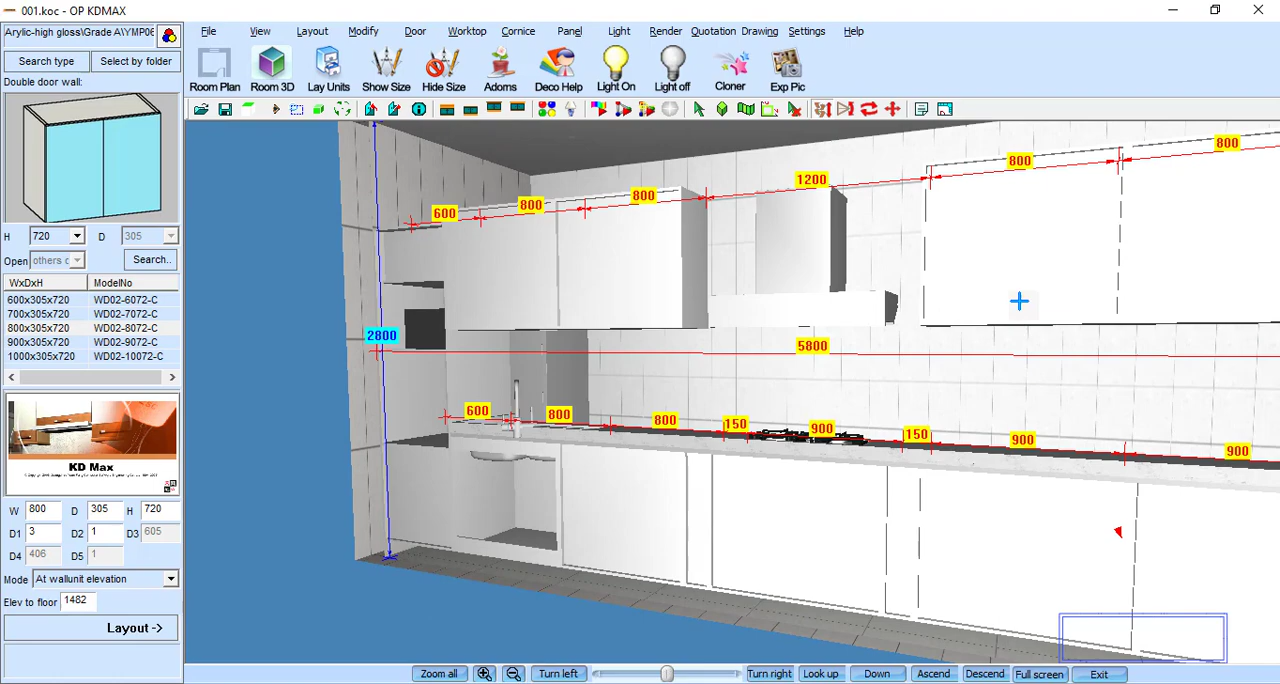 001.koc - OP KDMAX
Arylic-high gloss\Grade A\YMP06
File View Layout Modify Door Worktop Cornice Panel Light Render Quotation Drawing Settings Help
Search type Select by folder
Room Plan Room 3D Lay Units Show Size Hide Size Adoms Deco Help Light On Light off Cloner Exp Pic
Double door wall:
H 720 D 305
Open others c Search..
WxDxH ModelNo
600x305x720 WD02-6072-C
700x305x720 WD02-7072-C
800x305x720 WD02-8072-C
900x305x720 WD02-9072-C
1000x305x720 WD02-10072-C
KD Max
W 800 D 305 H 720
D1 3 D2 1 D3 605
D4 406 D5 1
Mode At wallunit elevation
Elev to floor 1482
Layout ->
600 800 800 1200 800 800
2800
5800
600 800 800 150 900 150 900 900
Zoom all Turn left Turn right Look up Down Ascend Descend Full screen Exit